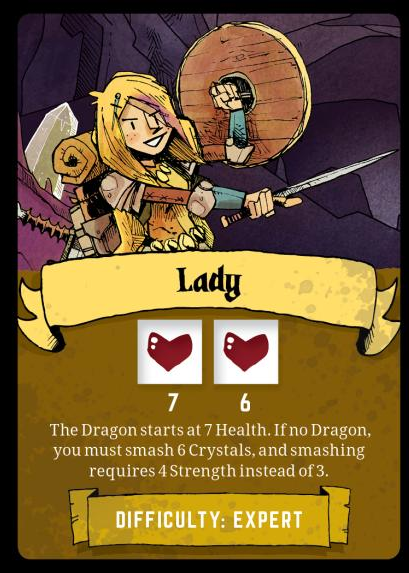 Lady
7 6
The Dragon starts at 7 Health. If no Dragon,
you must smash 6 Crystals, and smashing
requires 4 Strength instead of 3.
DIFFICULTY: EXPERT